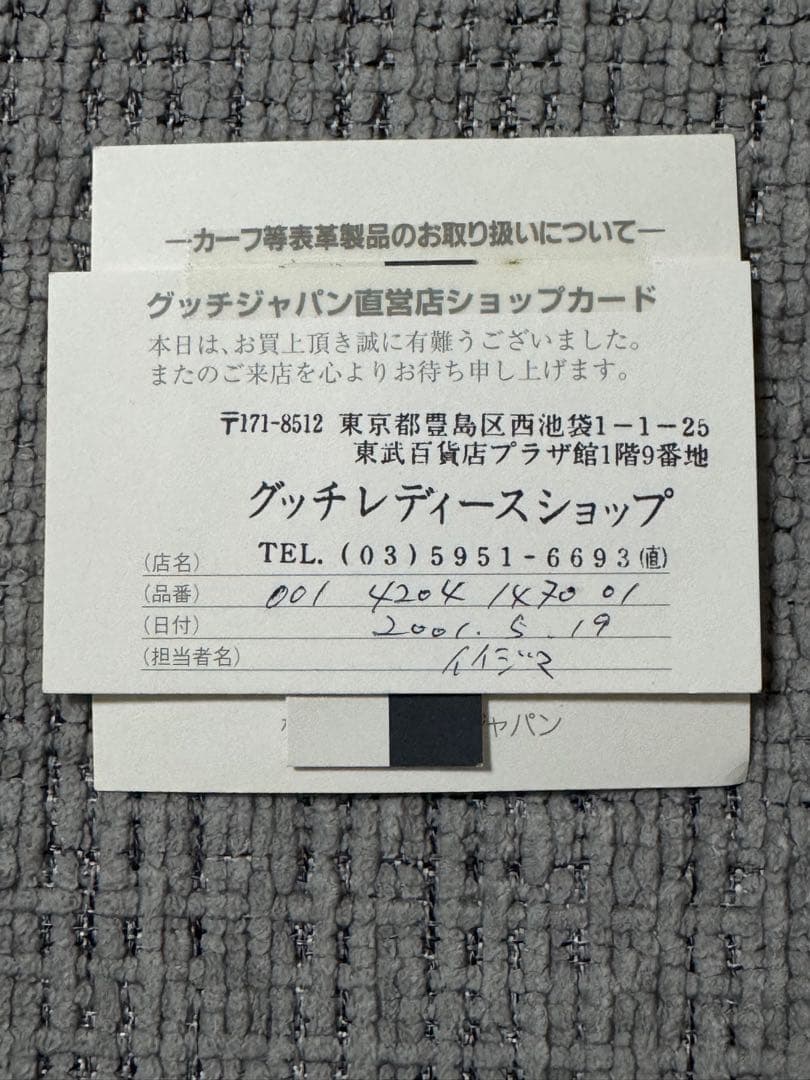 ―カーフ等表革製品のお取り扱いについて―
グッチジャパン直営店ショップカード
本日は、お買上頂き誠に有難うございました。
またのご来店を心よりお待ち申し上げます。
〒171-8512 東京都豊島区西池袋1-1-25
東武百貨店プラザ館1階9番地
グッチレディースショップ
(店名) TEL. (03) 5951-6693 (直)
(品番) 001 4204 1470 01
(日付) 2001. 5. 19
(担当者名) イイジマ
ャパン